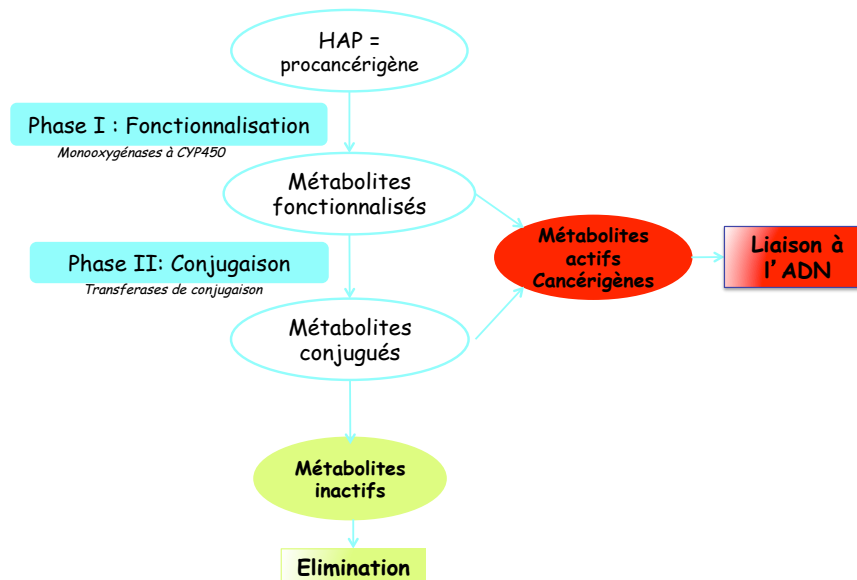 HAP =
procancérigène
Phase I : Fonctionnalisation
Monooxygénases à CYP450
Métabolites
fonctionnalisés
Métabolites
actifs
Cancérigènes
Liaison à
l'ADN
Phase II: Conjugaison
Transferases de conjugaison
Métabolites
conjugués
Métabolites
inactifs
Elimination